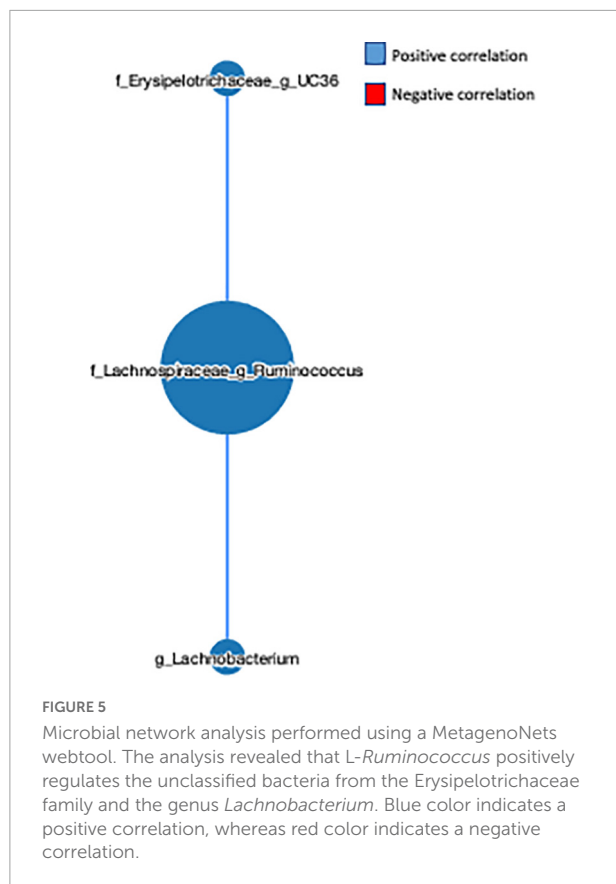 f_Erysipelotrichaceae_g_UC36
Positive correlation
Negative correlation
f_Lachnospiraceae_g_Ruminococcus
g_Lachnobacterium
FIGURE 5
Microbial network analysis performed using a MetagenoNets
webtool. The analysis revealed that L-Ruminococcus positively
regulates the unclassified bacteria from the Erysipelotrichaceae
family and the genus Lachnobacterium. Blue color indicates a
positive correlation, whereas red color indicates a negative
correlation.